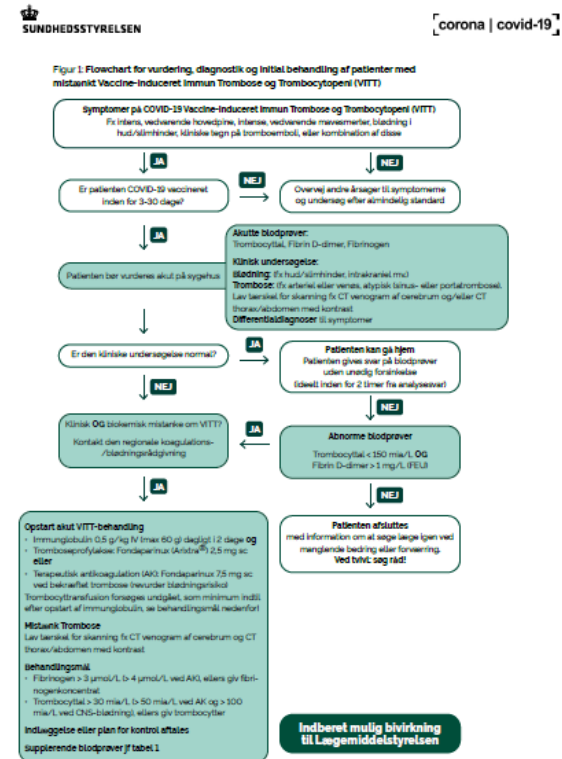 SUNDHEDSSTYRELSEN
corona | covid-19
Figur 1: Flowchart for vurdering, diagnostik og initial behandling af patienter med
mistænkt Vaccine-Induceret Immun Trombose og Trombocytopeni (VITT)
Symptomer på COVID-19 Vaccine-Induceret Immun Trombose og Trombocytopeni (VITT)
Fx intens, vedvarende hovedpine, intense, vedvarende mavesmerter, blødning i
hud/slimhinder, kliniske tegn på tromboemboli, eller kombination af disse
JA
NEJ
Er patienten COVID-19 vaccineret
inden for 3-30 dage?
NEJ
Overvej andre årsager til symptomerne
og undersøg efter almindelig standard
JA
Patienten bør vurderes akut på sygehus
Akutte blodprøver:
Trombocyttal, Fibrin D-dimer, Fibrinogen
Klinisk undersøgelse:
Blødning: (fx hud/slimhinder, intrakraniel mv.)
Trombose: (fx arteriel eller venøs, atypisk (sinus- eller portatrombose).
Lav tærskel for skanning fx CT venogram af cerebrum og/eller CT
thorax/abdomen med kontrast
Differentialdiagnoser til symptomer
Er den kliniske undersøgelse normal?
JA
Patienten kan gå hjem
Patienten gives svar på blodprøver
uden unødig forsinkelse
(ideelt inden for 2 timer fra analysesvar)
NEJ
NEJ
Klinisk OG biokemisk mistanke om VITT?
Kontakt den regionale koagulations-
/blødningsrådgivning
JA
Abnorme blodprøver
Trombocyttal < 150 mia/L OG
Fibrin D-dimer > 1 mg/L (FEU)
JA
NEJ
Opstart akut VITT-behandling
• Immunglobulin 0,5 g/kg IV (max 60 g) dagligt i 2 dage og
• Tromboseprofylakse: Fondaparinux (Arixtra®) 2,5 mg sc
eller
• Terapeutisk antikoagulation (AK): Fondaparinux 7,5 mg sc
ved bekræftet trombose (revurder blødningsrisiko)
Trombocyttransfusion forsøges undgået, som minimum indtil
efter opstart af immunglobulin, se behandlingsmål nedenfor)
Mistænk Trombose
Lav tærskel for skanning fx CT venogram af cerebrum og CT
thorax/abdomen med kontrast
Behandlingsmål
• Fibrinogen > 3 µmol/L (> 4 µmol/L ved AK), ellers giv fibri-
nogenkoncentrat
• Trombocyttal > 30 mia/L (> 50 mia/L ved AK og > 100
mia/L ved CNS-blødning), ellers giv trombocytter
Indlæggelse eller plan for kontrol aftales
Supplerende blodprøver jf tabel 1
Patienten afsluttes
med information om at søge læge igen ved
manglende bedring eller forværring.
Ved tvivl: søg råd!
Indberet mulig bivirkning
til Lægemiddelstyrelsen